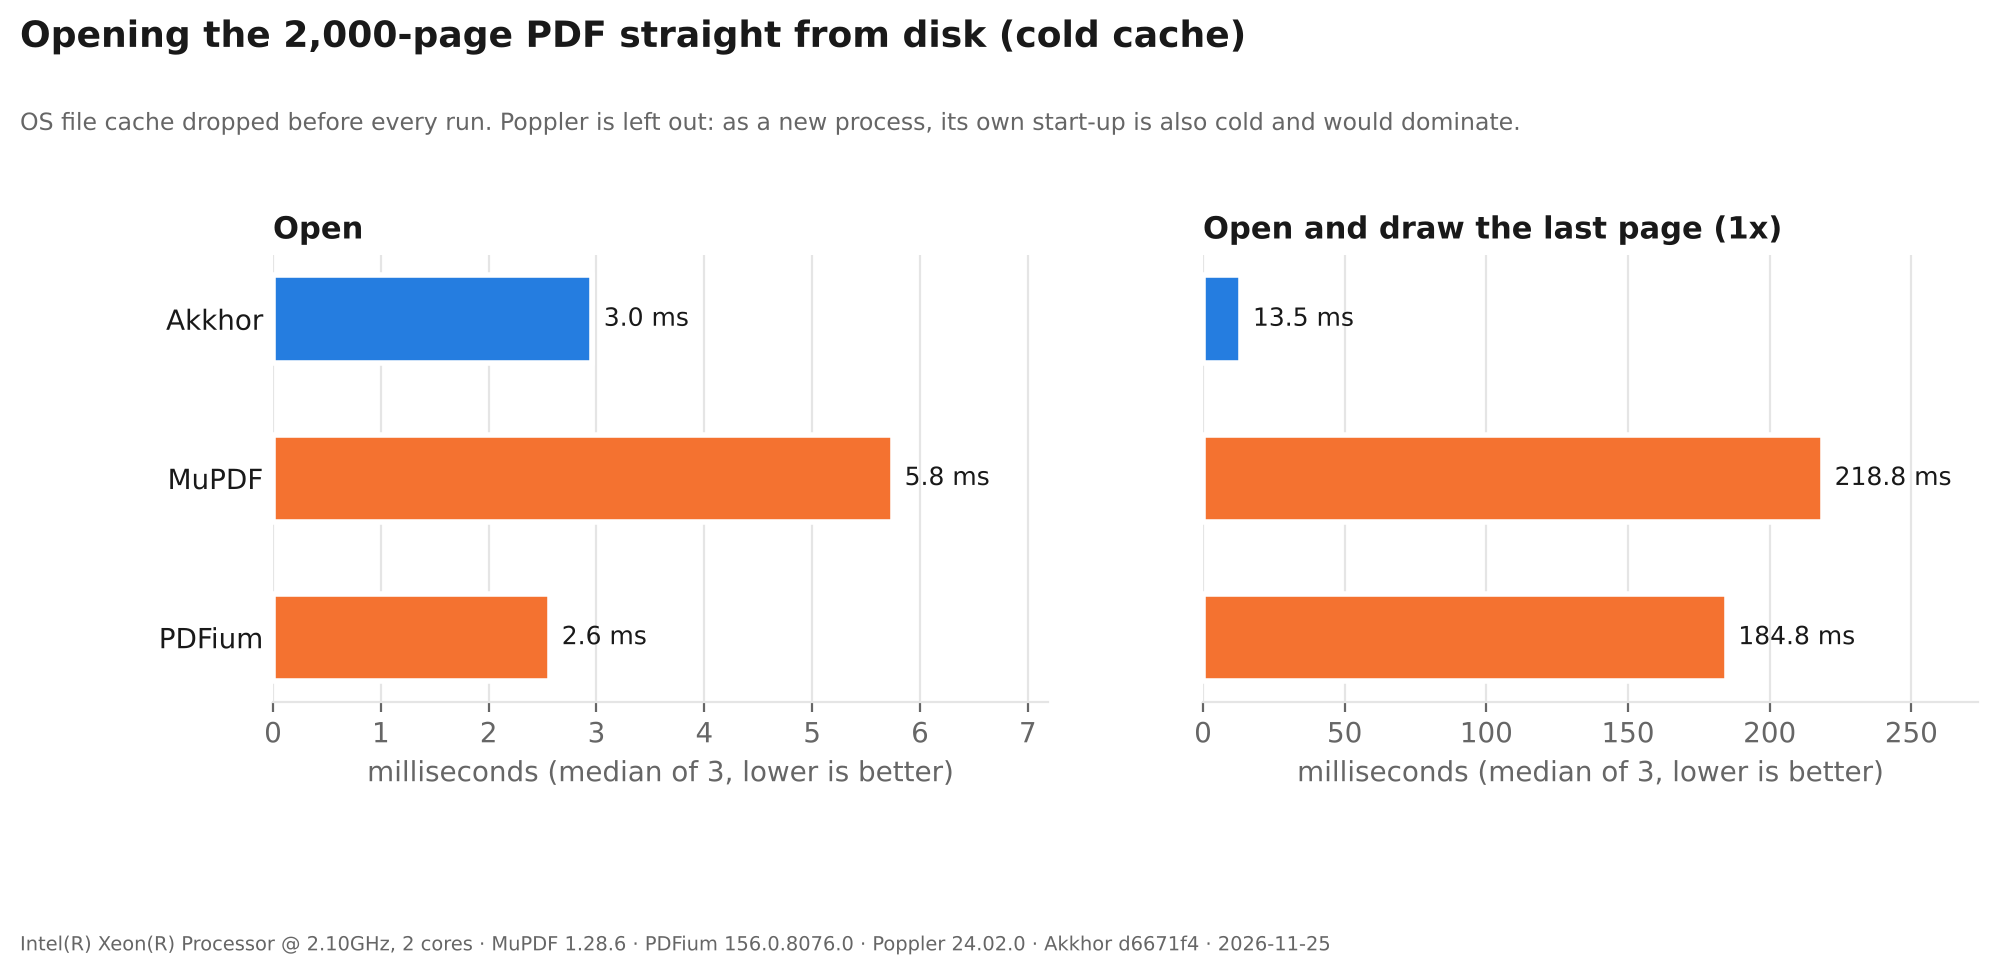 Opening the 2,000-page PDF straight from disk (cold cache)
OS file cache dropped before every run. Poppler is left out: as a new process, its own start-up is also cold and would dominate.
Open
Akkhor
3.0 ms
MuPDF
5.8 ms
PDFium
2.6 ms
0 1 2 3 4 5 6 7
milliseconds (median of 3, lower is better)
Open and draw the last page (1x)
13.5 ms
218.8 ms
184.8 ms
0 50 100 150 200 250
milliseconds (median of 3, lower is better)
Intel(R) Xeon(R) Processor @ 2.10GHz, 2 cores · MuPDF 1.28.6 · PDFium 156.0.8076.0 · Poppler 24.02.0 · Akkhor d6671f4 · 2026-11-25